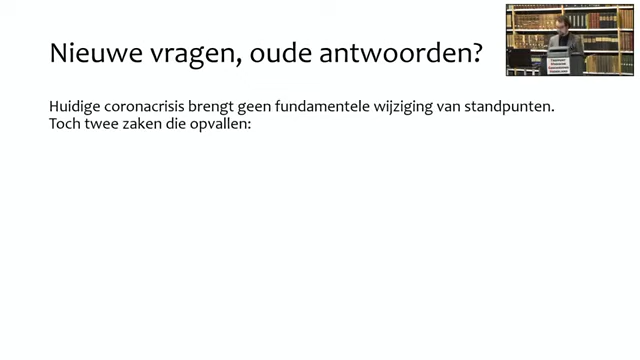 Nieuwe vragen, oude antwoorden?
Huidige coronacrisis brengt geen fundamentele wijziging van standpunten.
Toch twee zaken die opvallen: